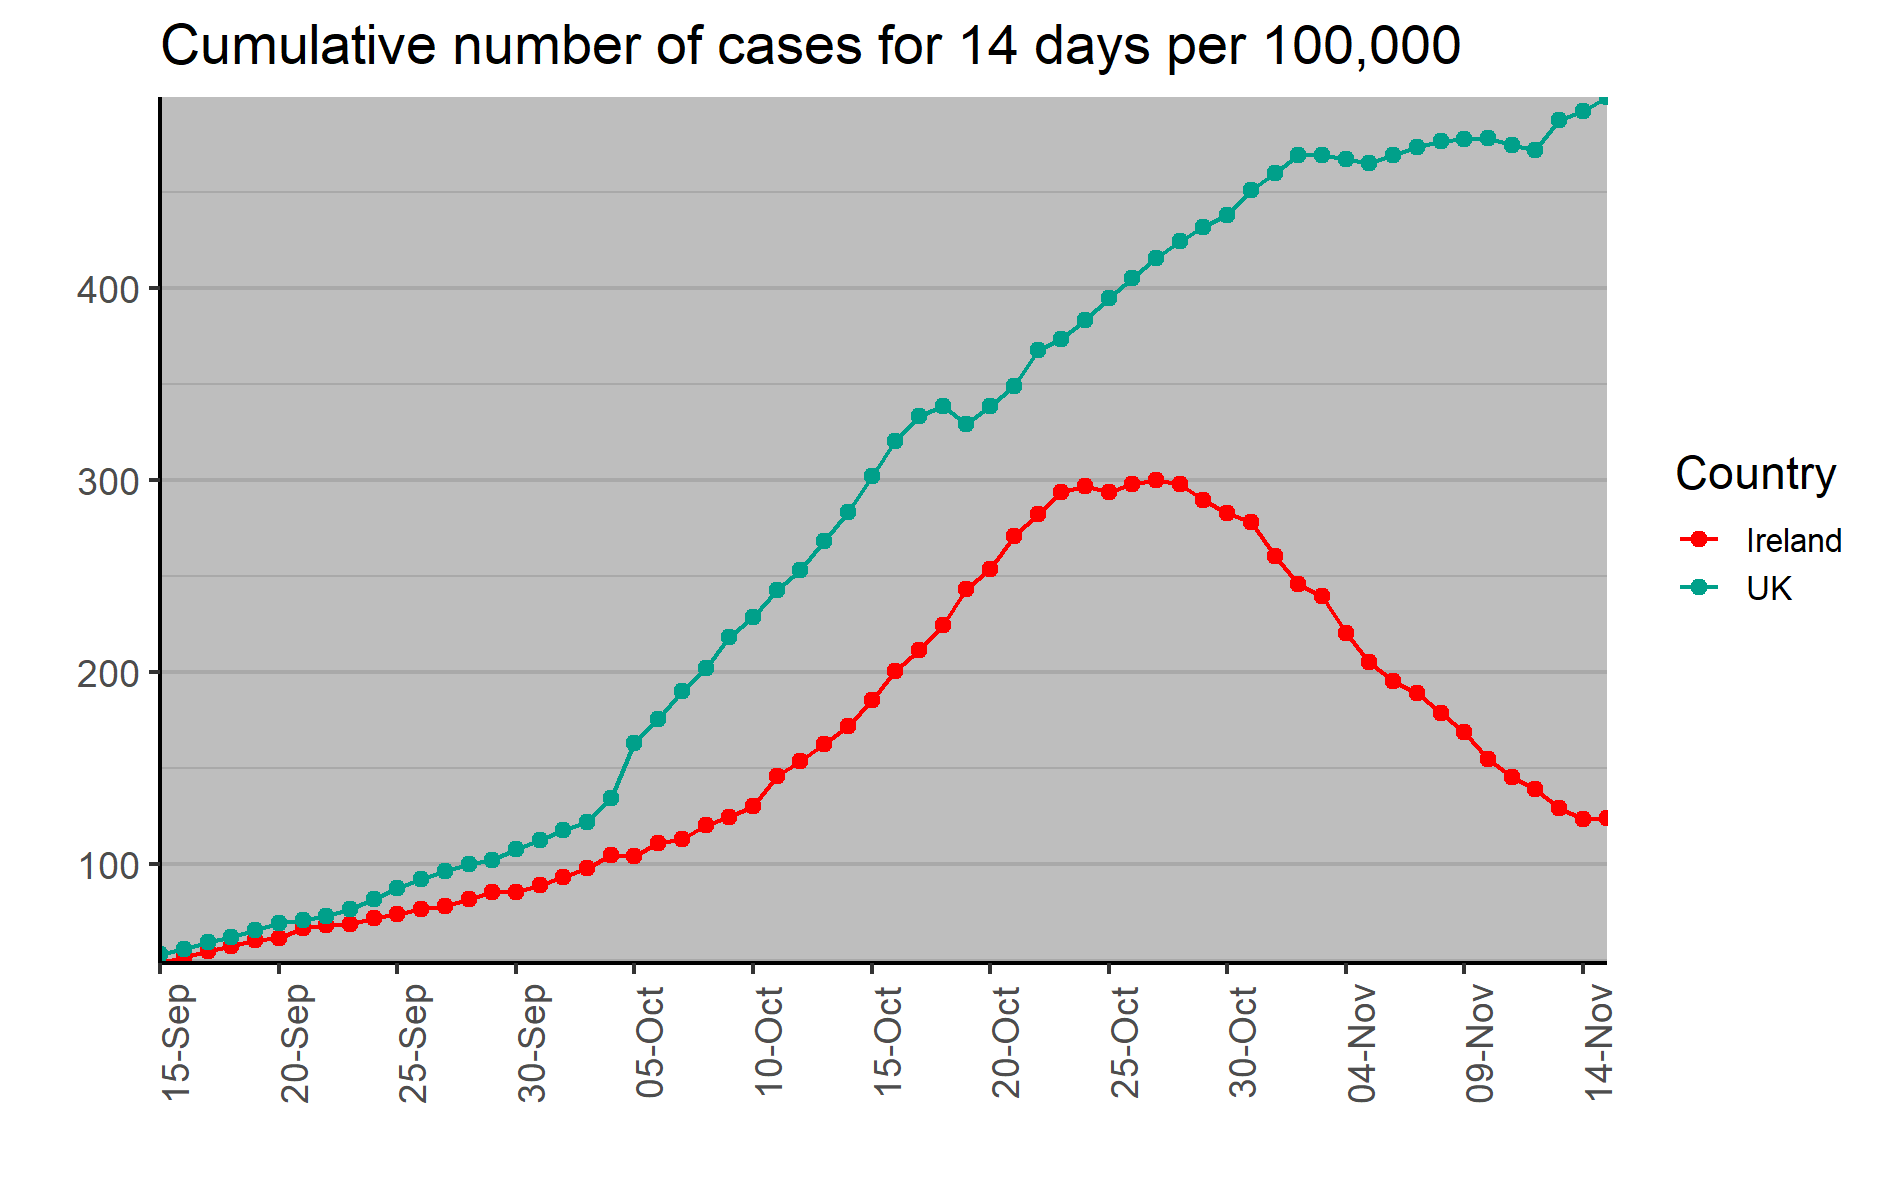 Cumulative number of cases for 14 days per 100,000
400
300
200
100
15-Sep
20-Sep
25-Sep
30-Sep
05-Oct
10-Oct
15-Oct
20-Oct
25-Oct
30-Oct
04-Nov
09-Nov
14-Nov
Country
Ireland
UK